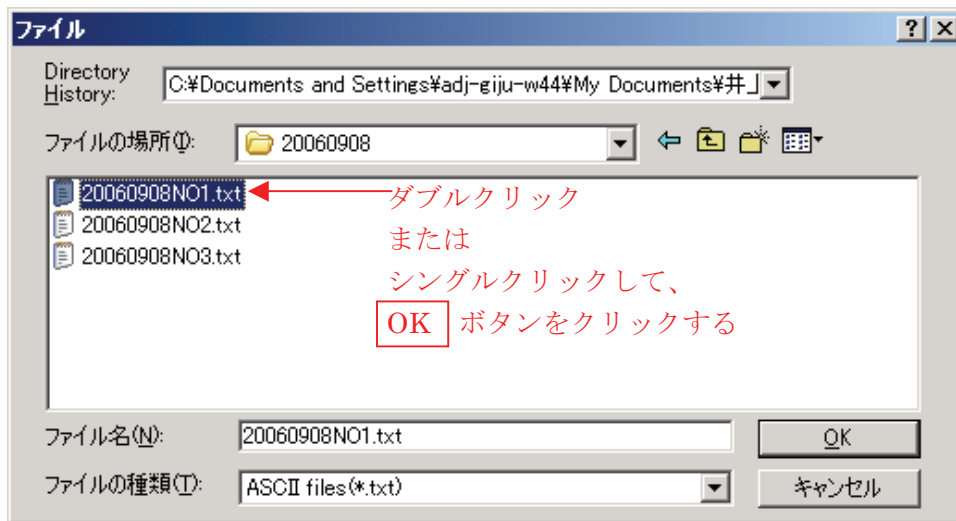 ファイル
Directory
History:
C:¥Documents and Settings¥adj-giju-w44¥My Documents¥井
ファイルの場所(I):
20060908
20060908NO1.txt
20060908NO2.txt
20060908NO3.txt
ダブルクリック
または
シングルクリックして、
OK ボタンをクリックする
ファイル名(N):
20060908NO1.txt
OK
ファイルの種類(T):
ASCII files(*.txt)
キャンセル